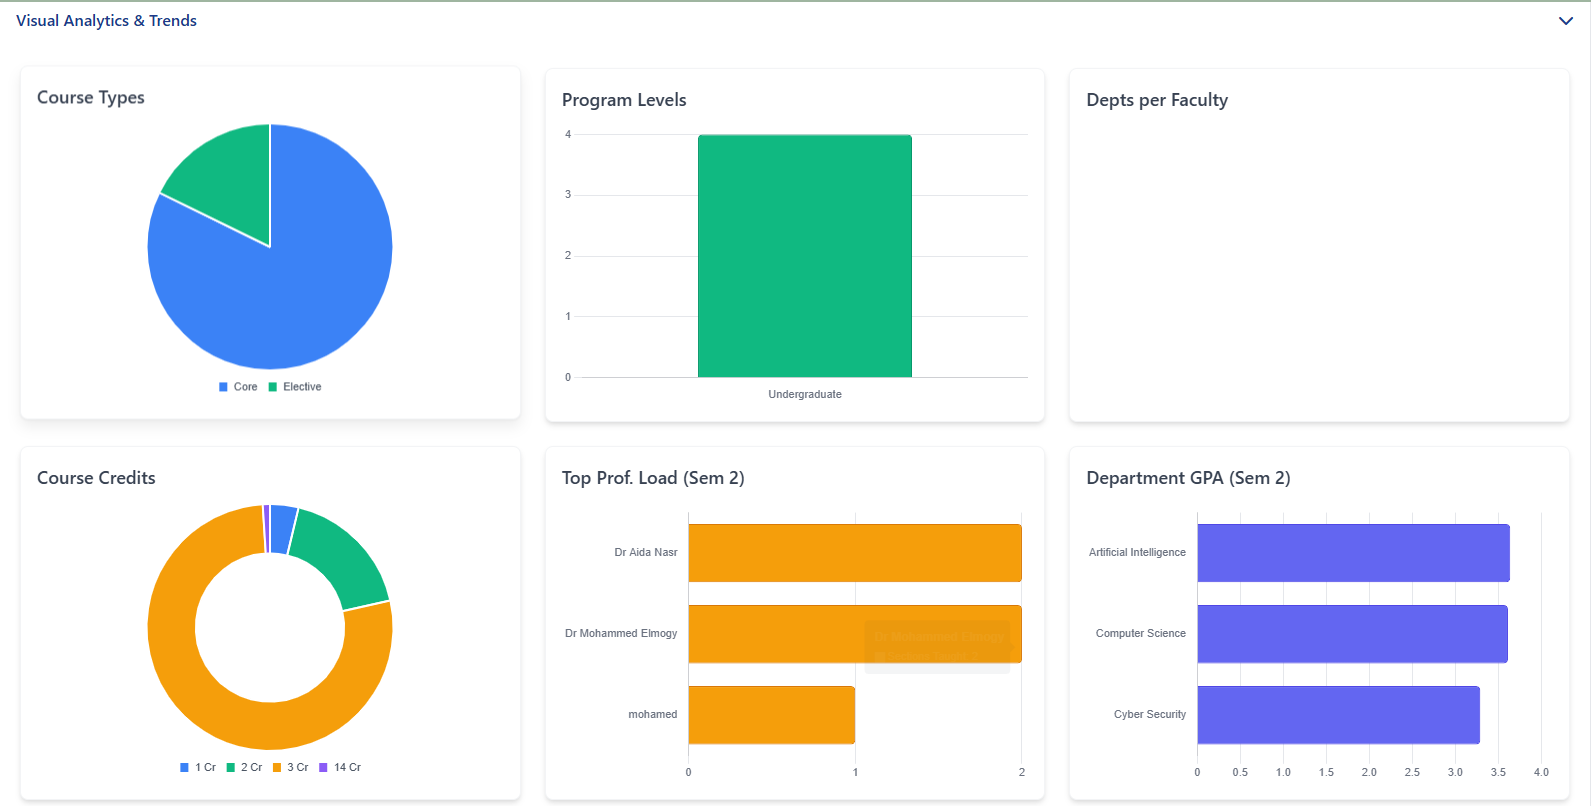 Visual Analytics & Trends
Course Types
Core
Elective
Program Levels
4
3
2
1
0
Undergraduate
Depts per Faculty
Course Credits
1 Cr
2 Cr
3 Cr
14 Cr
Top Prof. Load (Sem 2)
Dr Aida Nasr
Dr Mohammed Elmogy
Dr Mohammed Elmogy
mohamed
0
1
2
Department GPA (Sem 2)
Artificial Intelligence
Computer Science
Cyber Security
0
0.5
1.0
1.5
2.0
2.5
3.0
3.5
4.0